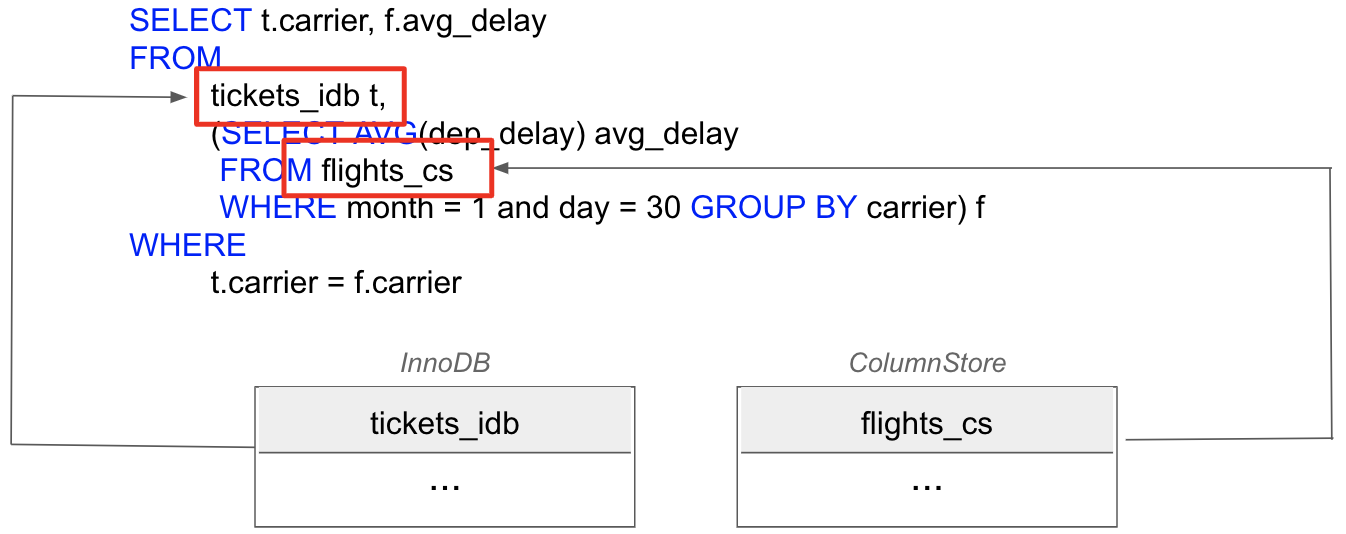 SELECT t.carrier, f.avg_delay
FROM
tickets_idb t,
(SELECT AVG(dep_delay) avg_delay
FROM flights_cs
WHERE month = 1 and day = 30 GROUP BY carrier) f
WHERE
t.carrier = f.carrier
InnoDB ColumnStore
tickets_idb flights_cs
... ...